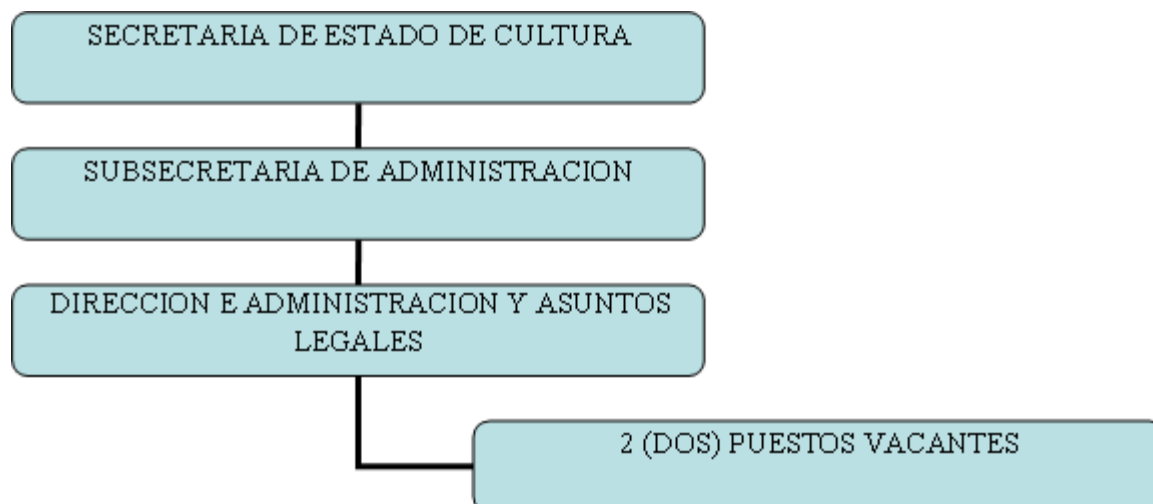 SECRETARIA DE ESTADO DE CULTURA
SUBSECRETARIA DE ADMINISTRACION
DIRECCION E ADMINISTRACION Y ASUNTOS
LEGALES
2 (DOS) PUESTOS VACANTES